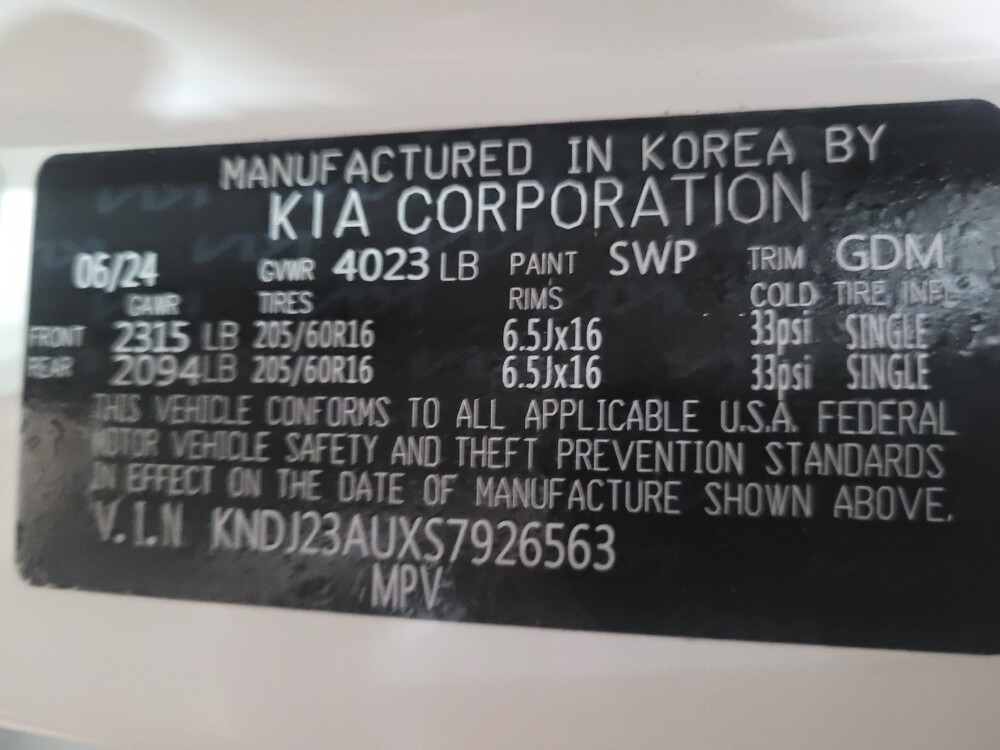 MANUFACTURED IN KOREA BY
KIA CORPORATION
06/24 GVWR 4023 LB PAINT SWP TRIM GDM
GAWR TIRES RIM'S COLD TIRE INFL
FRONT 2315 LB 205/60R16 6.5Jx16 33psi SINGLE
REAR 2094LB 205/60R16 6.5Jx16 33psi SINGLE
THIS VEHICLE CONFORMS TO ALL APPLICABLE U.S.A. FEDERAL
MOTOR VEHICLE SAFETY AND THEFT PREVENTION STANDARDS
IN EFFECT ON THE DATE OF MANUFACTURE SHOWN ABOVE.
V.I.N KNDJ23AUXS7926563
MPV